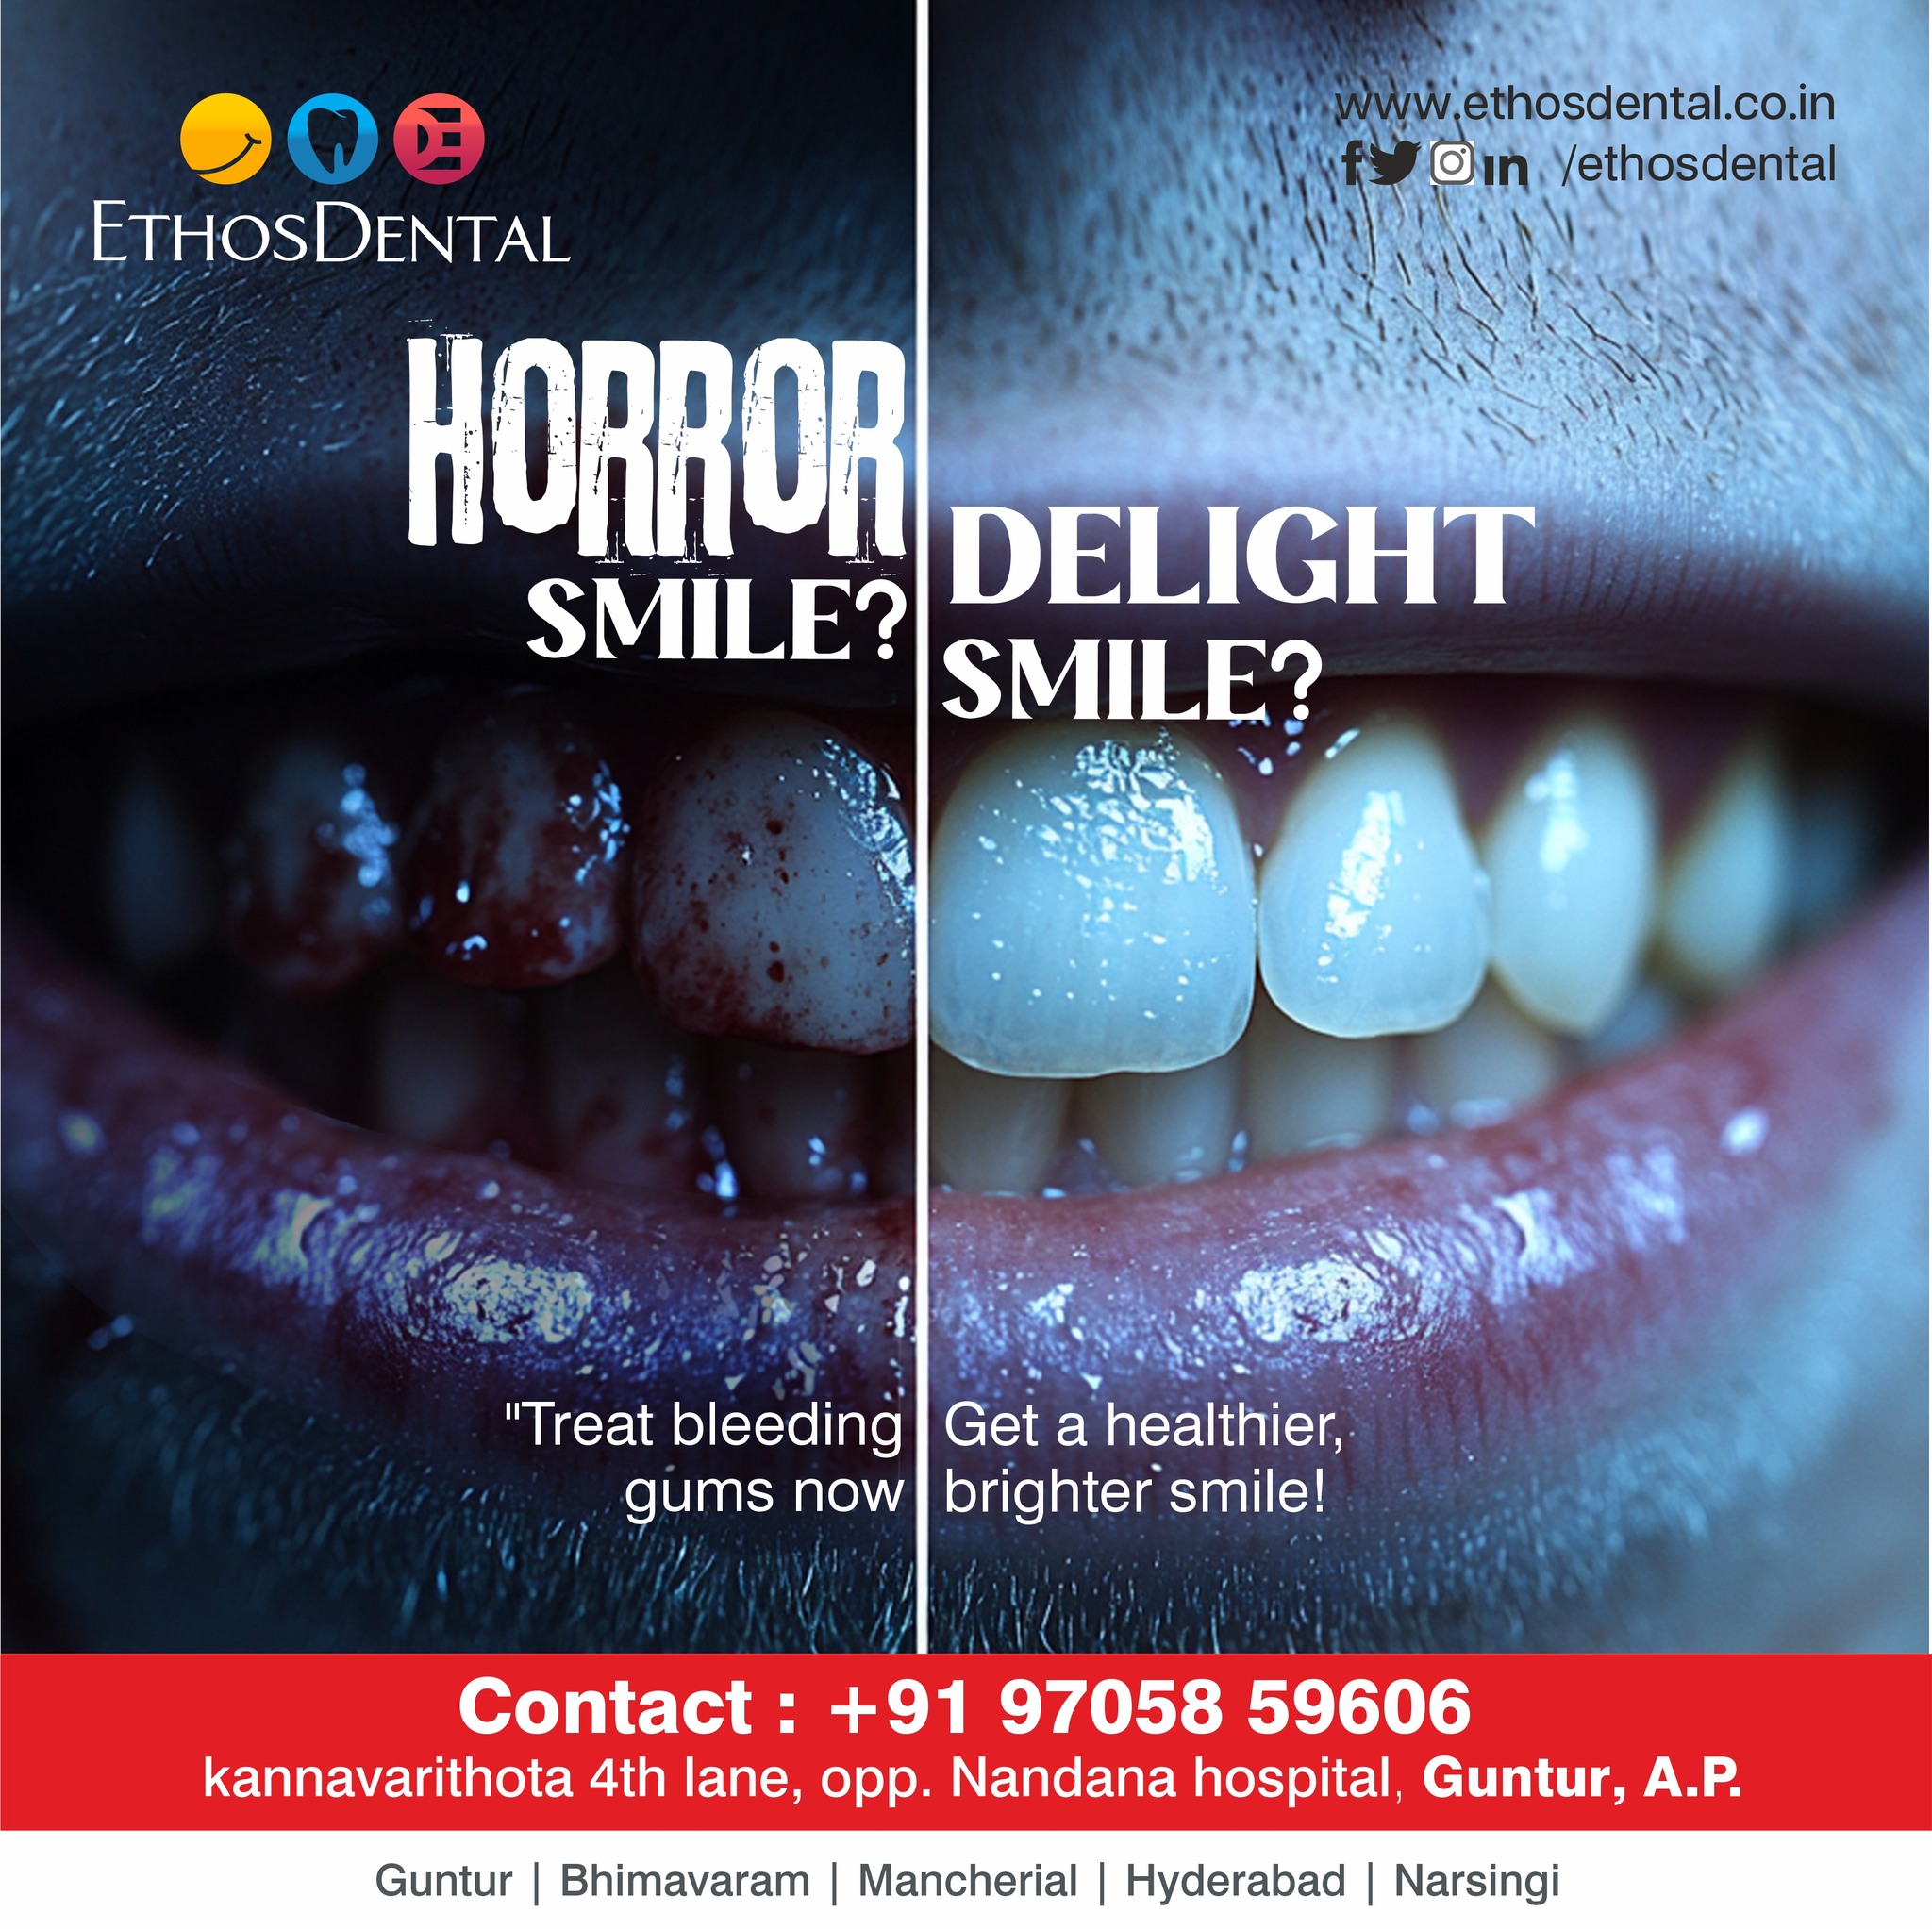 ETHOSDENTAL
www.ethosdental.co.in
/ethosdental
HORROR
SMILE?
DELIGHT
SMILE?
"Treat bleeding
gums now
Get a healthier,
brighter smile!
Contact : +91 97058 59606
kannavarithota 4th lane, opp. Nandana hospital, Guntur, A.P.
Guntur | Bhimavaram | Mancherial | Hyderabad | Narsingi